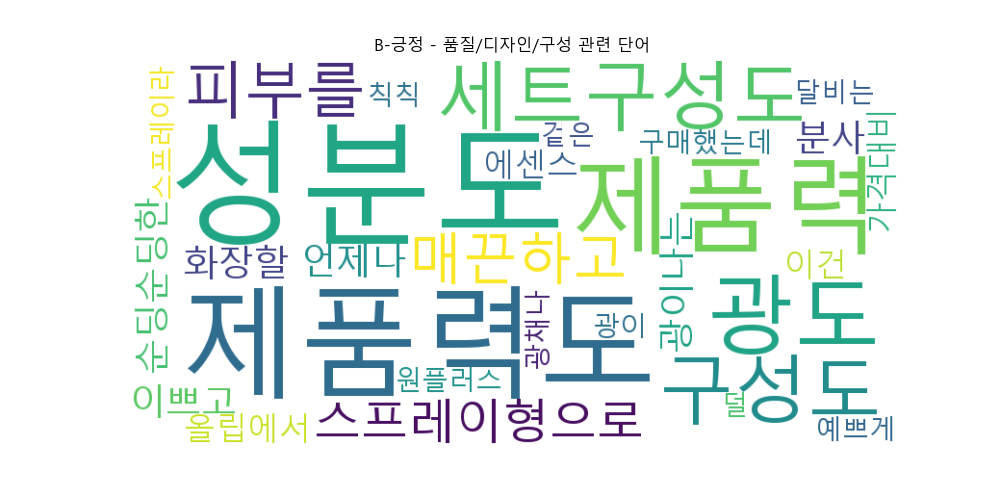 B-긍정 - 품질/디자인/구성 관련 단어
스프레이라
피부를
칙칙
세트구성도
달비는
성분도
겉은
에센스
구매했는데
분사
가격대비
제품력
순딩순딩한
화장할
언제나
매끈하고
광이나는
이건
제품력도
광채나
광이
광도
원플러스
구성도
덜
이쁘고
올립에서
스프레이형으로
예쁘게